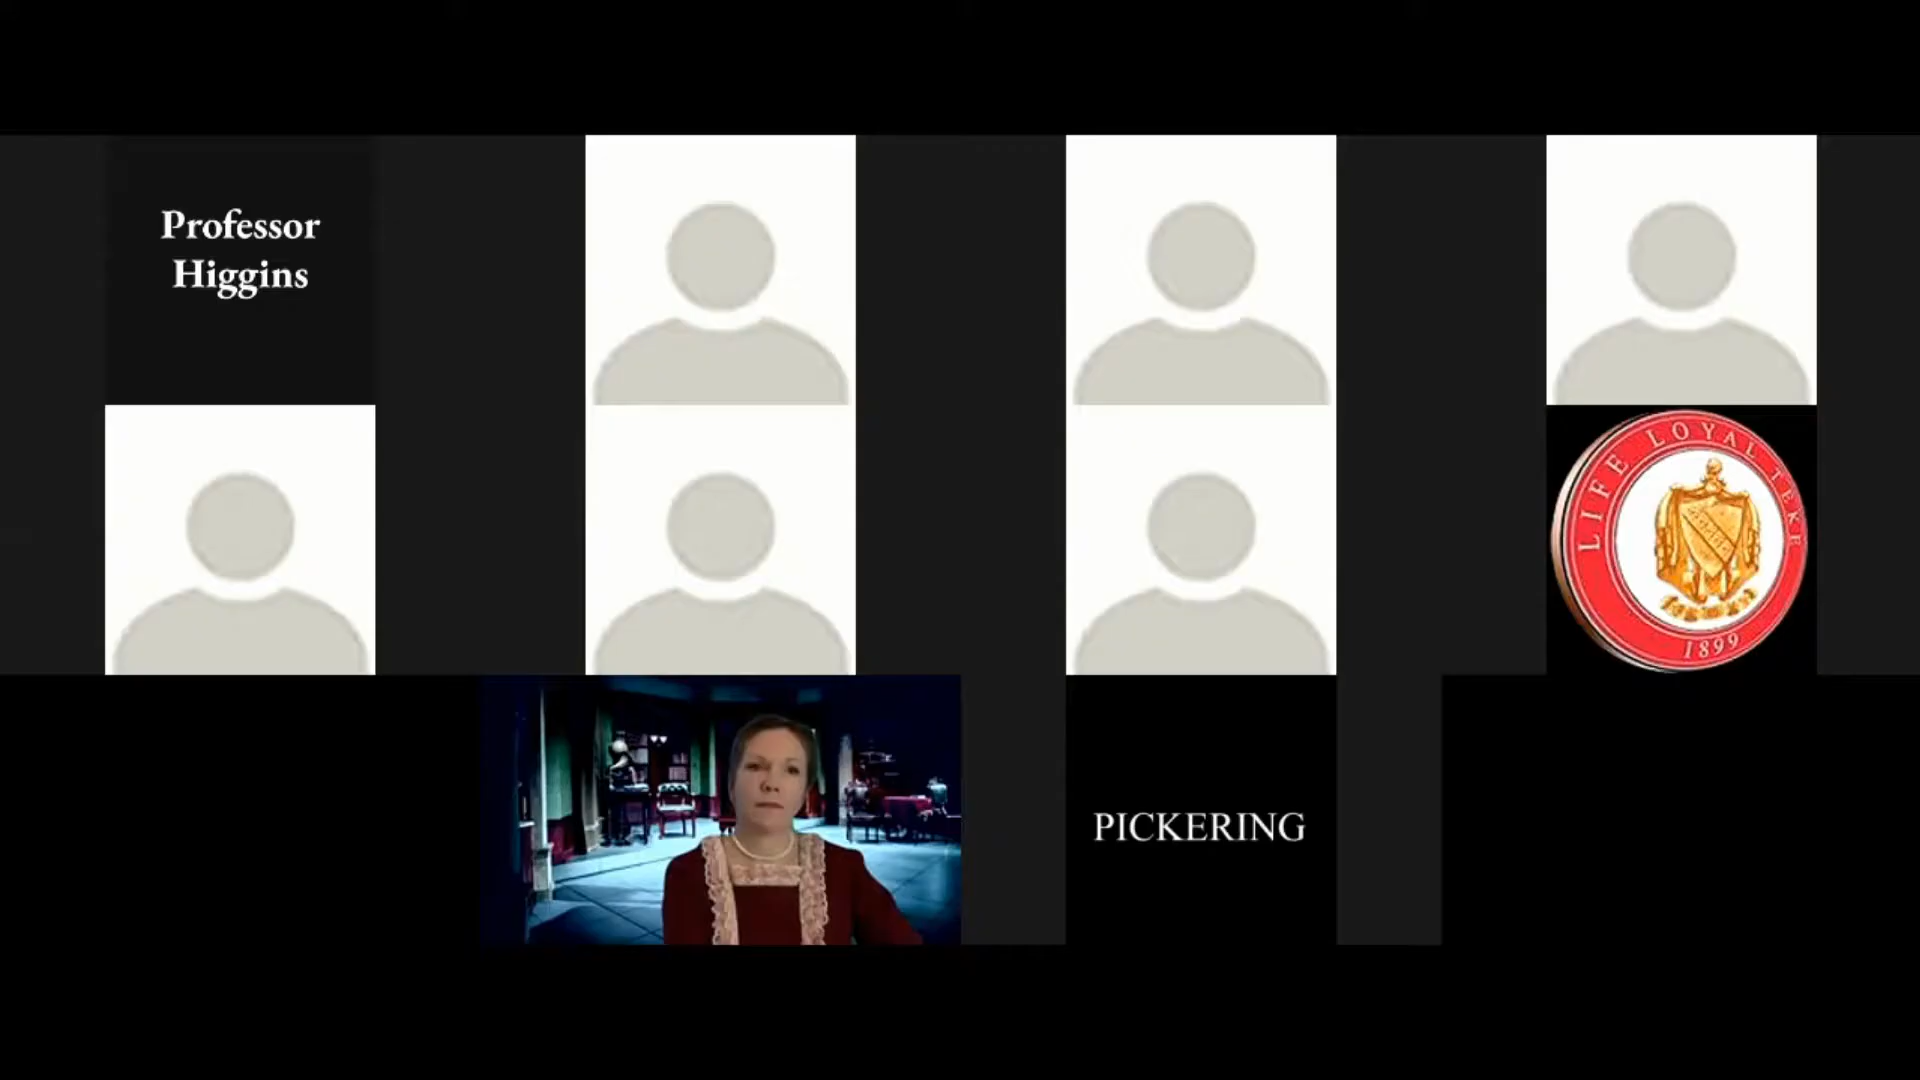 Professor
Higgins
LIFE LOYAL TEKE
1899
PICKERING